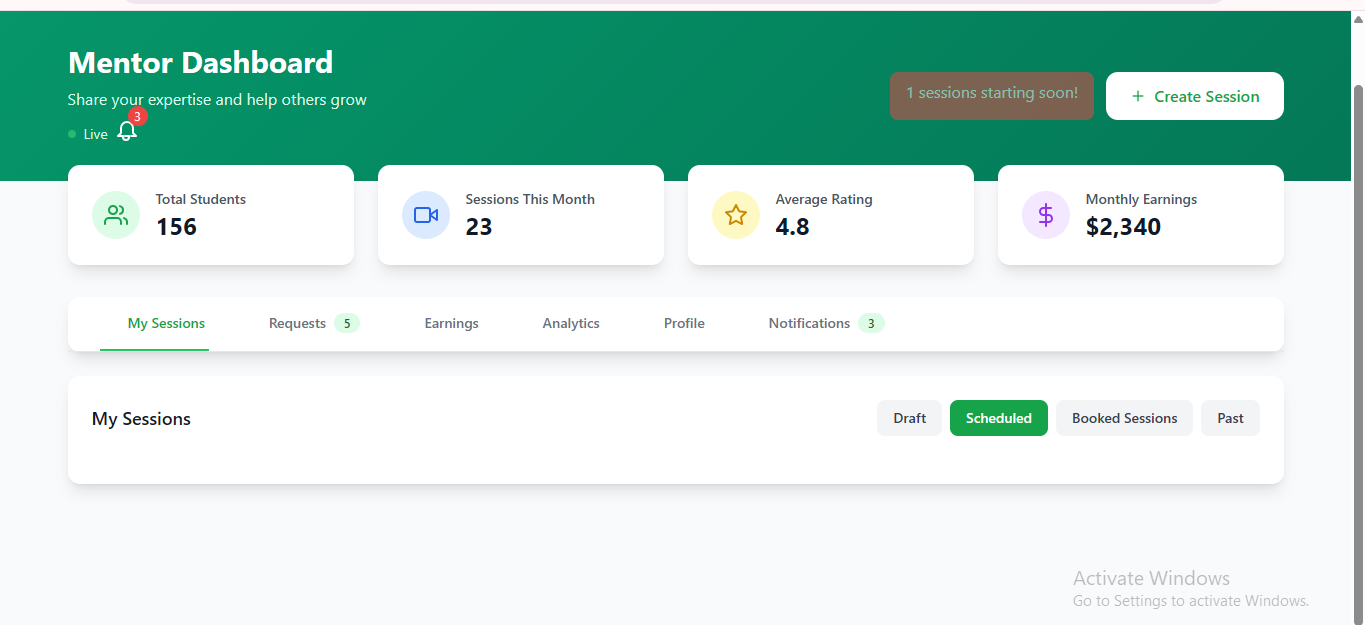 Mentor Dashboard
Share your expertise and help others grow
Live
3
1 sessions starting soon!
+ Create Session
Total Students
156
Sessions This Month
23
Average Rating
4.8
Monthly Earnings
$2,340
My Sessions
Requests 5
Earnings
Analytics
Profile
Notifications 3
My Sessions
Draft
Scheduled
Booked Sessions
Past
Activate Windows
Go to Settings to activate Windows.